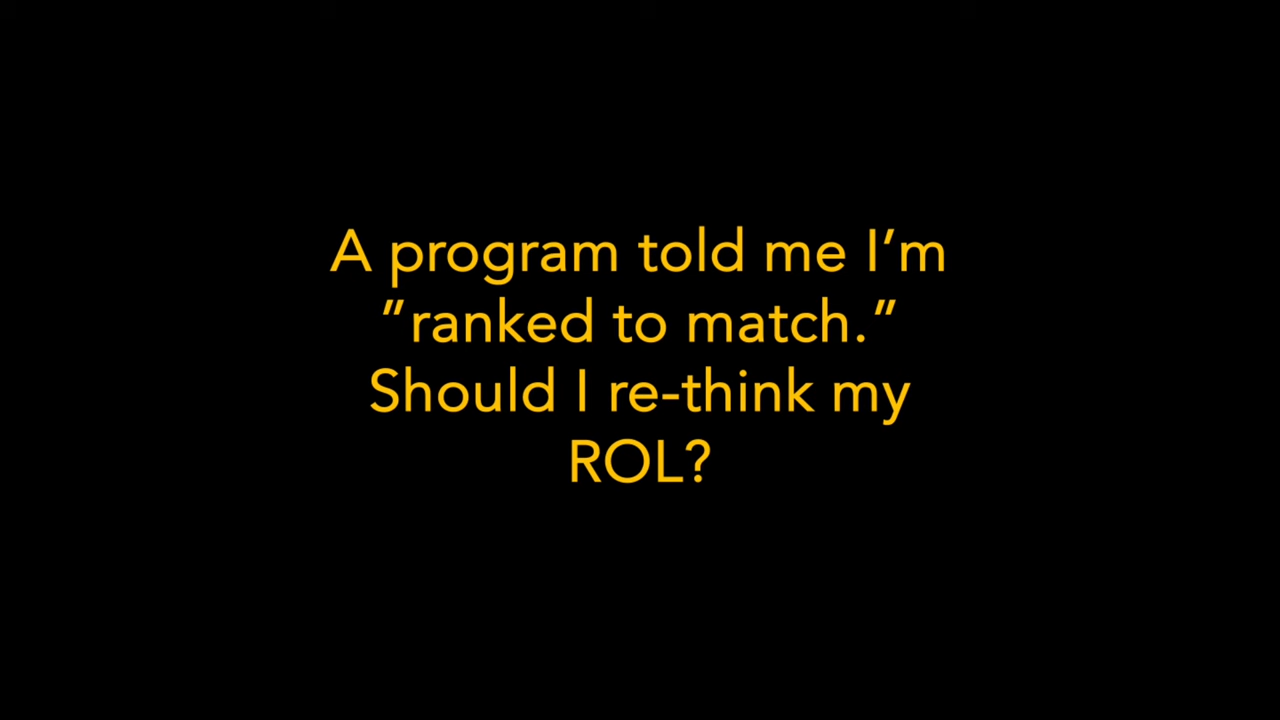 A program told me I’m
”ranked to match.”
Should I re-think my
ROL?